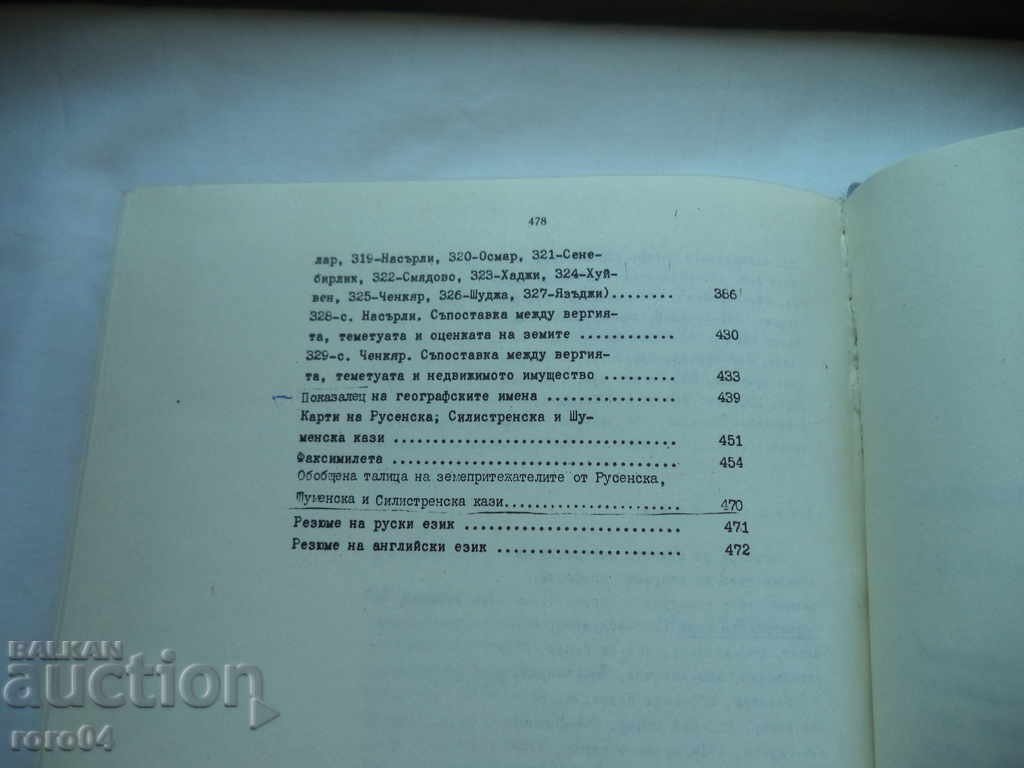 478
лар, 319-Насърли, 320-Осмар, 321-Сене-
бирлик, 322-Смядово, 323-Хаджи, 324-Хуй-
вен, 325-Ченкяр, 326-Шуджа, 327-Язъджи)........ 366
328-с. Насърли. Съпоставка между вергия-
та, теметуата и оценката на земите ............ 430
329-с. Ченкяр. Съпоставка между вергия-
та, теметуата и недвижимото имущество ......... 433
Показалец на географските имена ................ 439
Карти на Русенска; Силистренска и Шу-
менска кази .................................... 451
Факсимилета .................................... 454
Обобщена талица на земепритежателите от Русенска,
Шуменска и Силистренска кази.................... 470
Резюме на руски език ........................... 471
Резюме на английски език ....................... 472
BALKAN
auction
roro04